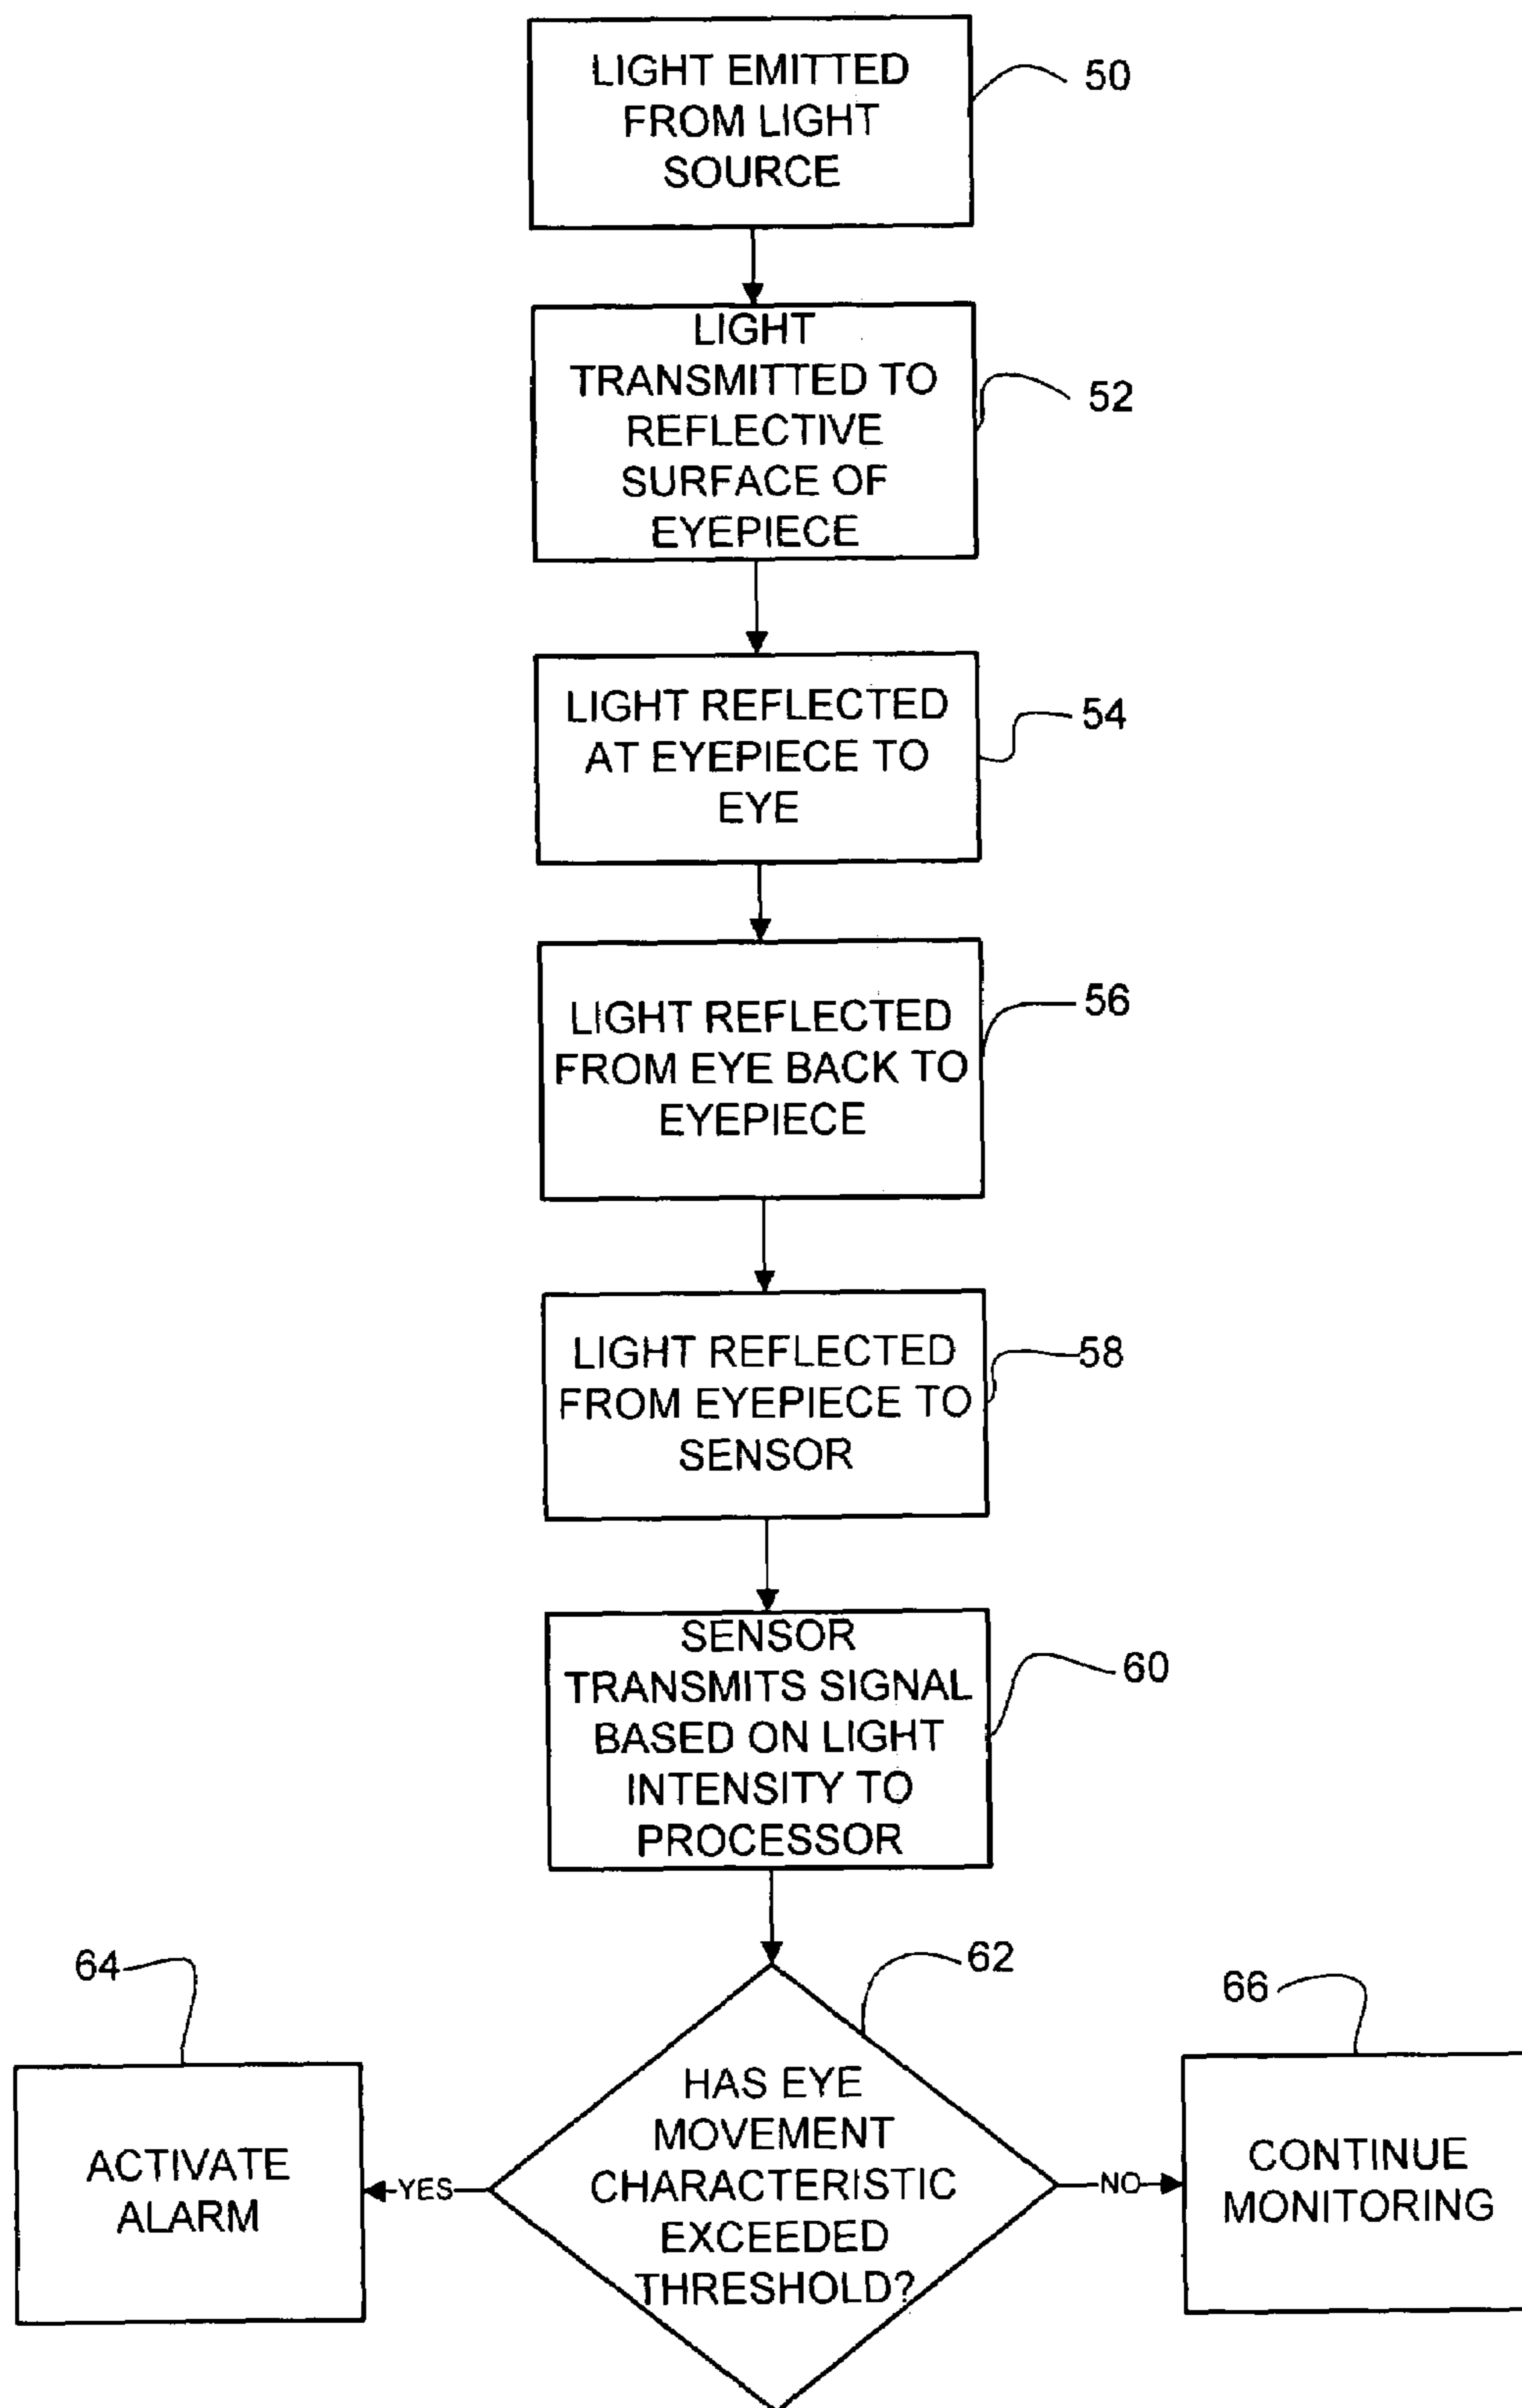 LIGHT EMITTED
FROM LIGHT
SOURCE
50
LIGHT
TRANSMITTED TO
REFLECTIVE
SURFACE OF
EYEPIECE
52
LIGHT REFLECTED
AT EYEPIECE TO
EYE
54
LIGHT REFLECTED
FROM EYE BACK TO
EYEPIECE
56
LIGHT REFLECTED
FROM EYEPIECE TO
SENSOR
58
SENSOR
TRANSMITS SIGNAL
BASED ON LIGHT
INTENSITY TO
PROCESSOR
60
62
HAS EYE
MOVEMENT
CHARACTERISTIC
EXCEEDED
THRESHOLD?
YES
64
ACTIVATE
ALARM
NO
66
CONTINUE
MONITORING